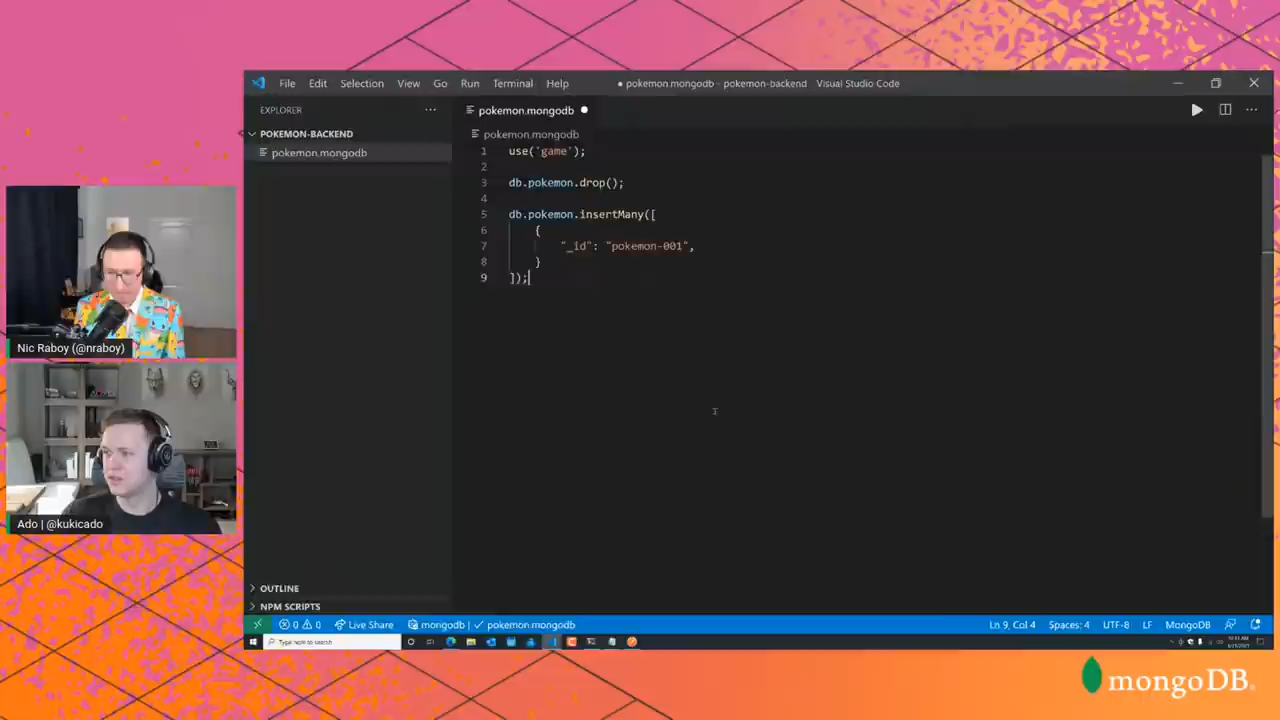 File Edit Selection View Go Run Terminal Help
● pokemon.mongodb - pokemon-backend Visual Studio Code
EXPLORER
pokemon.mongodb
POKEMON-BACKEND
pokemon.mongodb
pokemon.mongodb
1 use('game');
2
3 db.pokemon.drop();
4
5 db.pokemon.insertMany([
6 {
7 "_id": "pokemon-001",
8 }
9 ]);
Nic Raboy (@nraboy)
Ado | @kukicado
OUTLINE
NPM SCRIPTS
0 0 Live Share mongodb | pokemon.mongodb
Ln 9, Col 4 Spaces: 4 UTF-8 LF MongoDB
Type here to search
mongoDB.